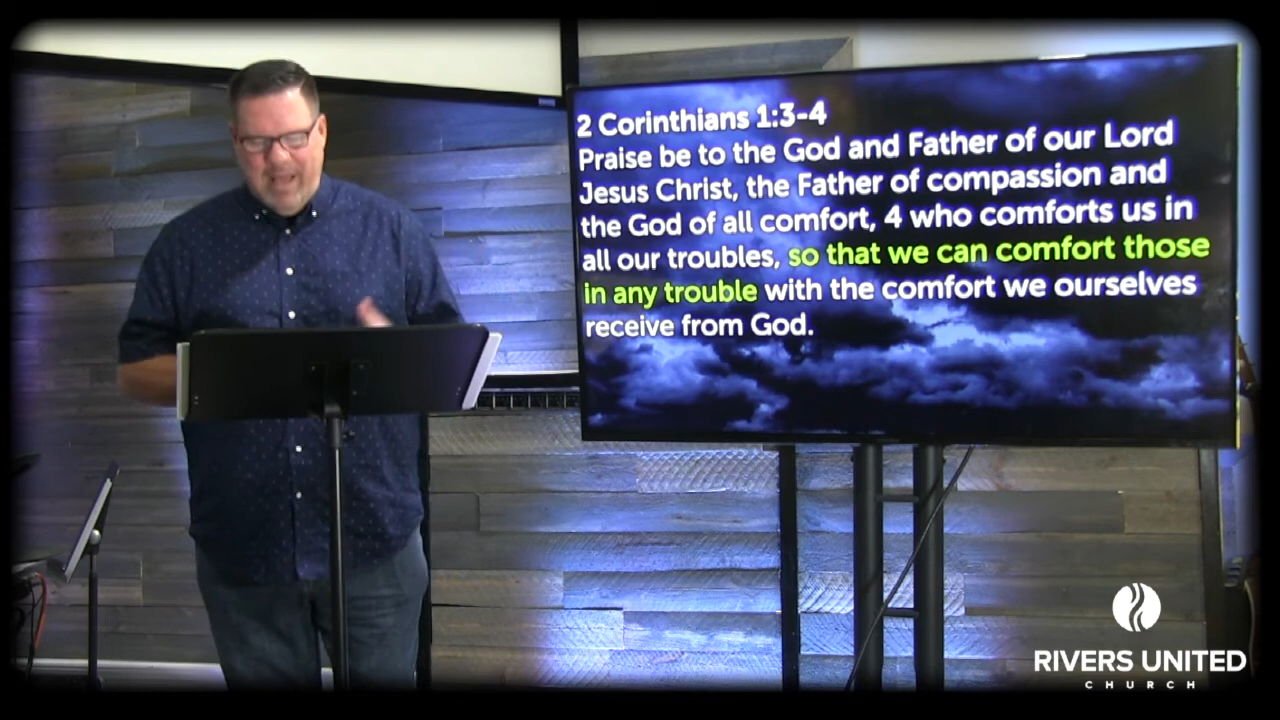 2 Corinthians 1:3-4
Praise be to the God and Father of our Lord
Jesus Christ, the Father of compassion and
the God of all comfort, 4 who comforts us in
all our troubles, so that we can comfort those
in any trouble with the comfort we ourselves
receive from God.
RIVERS UNITED
CHURCH